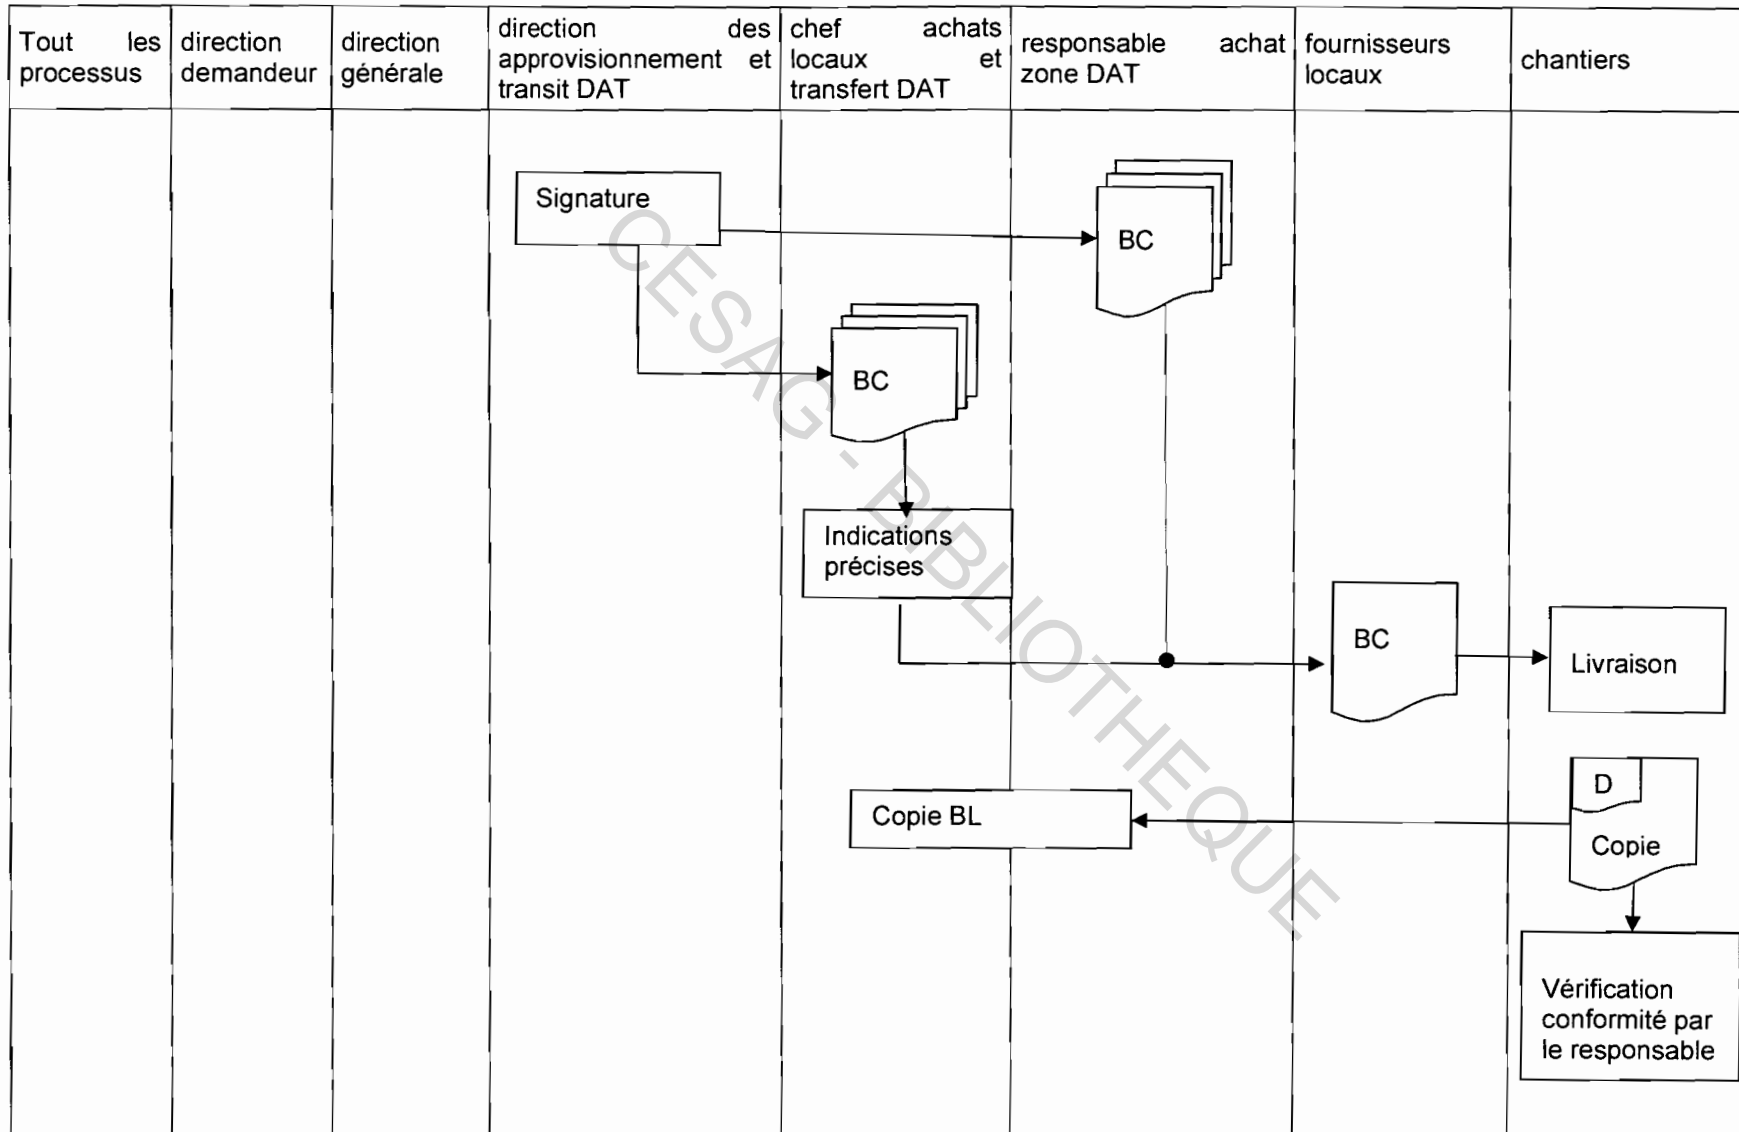 Tout les
processus
direction
demandeur
direction
générale
direction des
approvisionnement et
transit DAT
chef achats
locaux et
transfert DAT
responsable achat
zone DAT
fournisseurs
locaux
chantiers
Signature
BC
BC
Indications
précises
BC
Livraison
D
Copie BL
Copie
Vérification
conformité par
le responsable
CESAG - BIBLIOTHEQUE